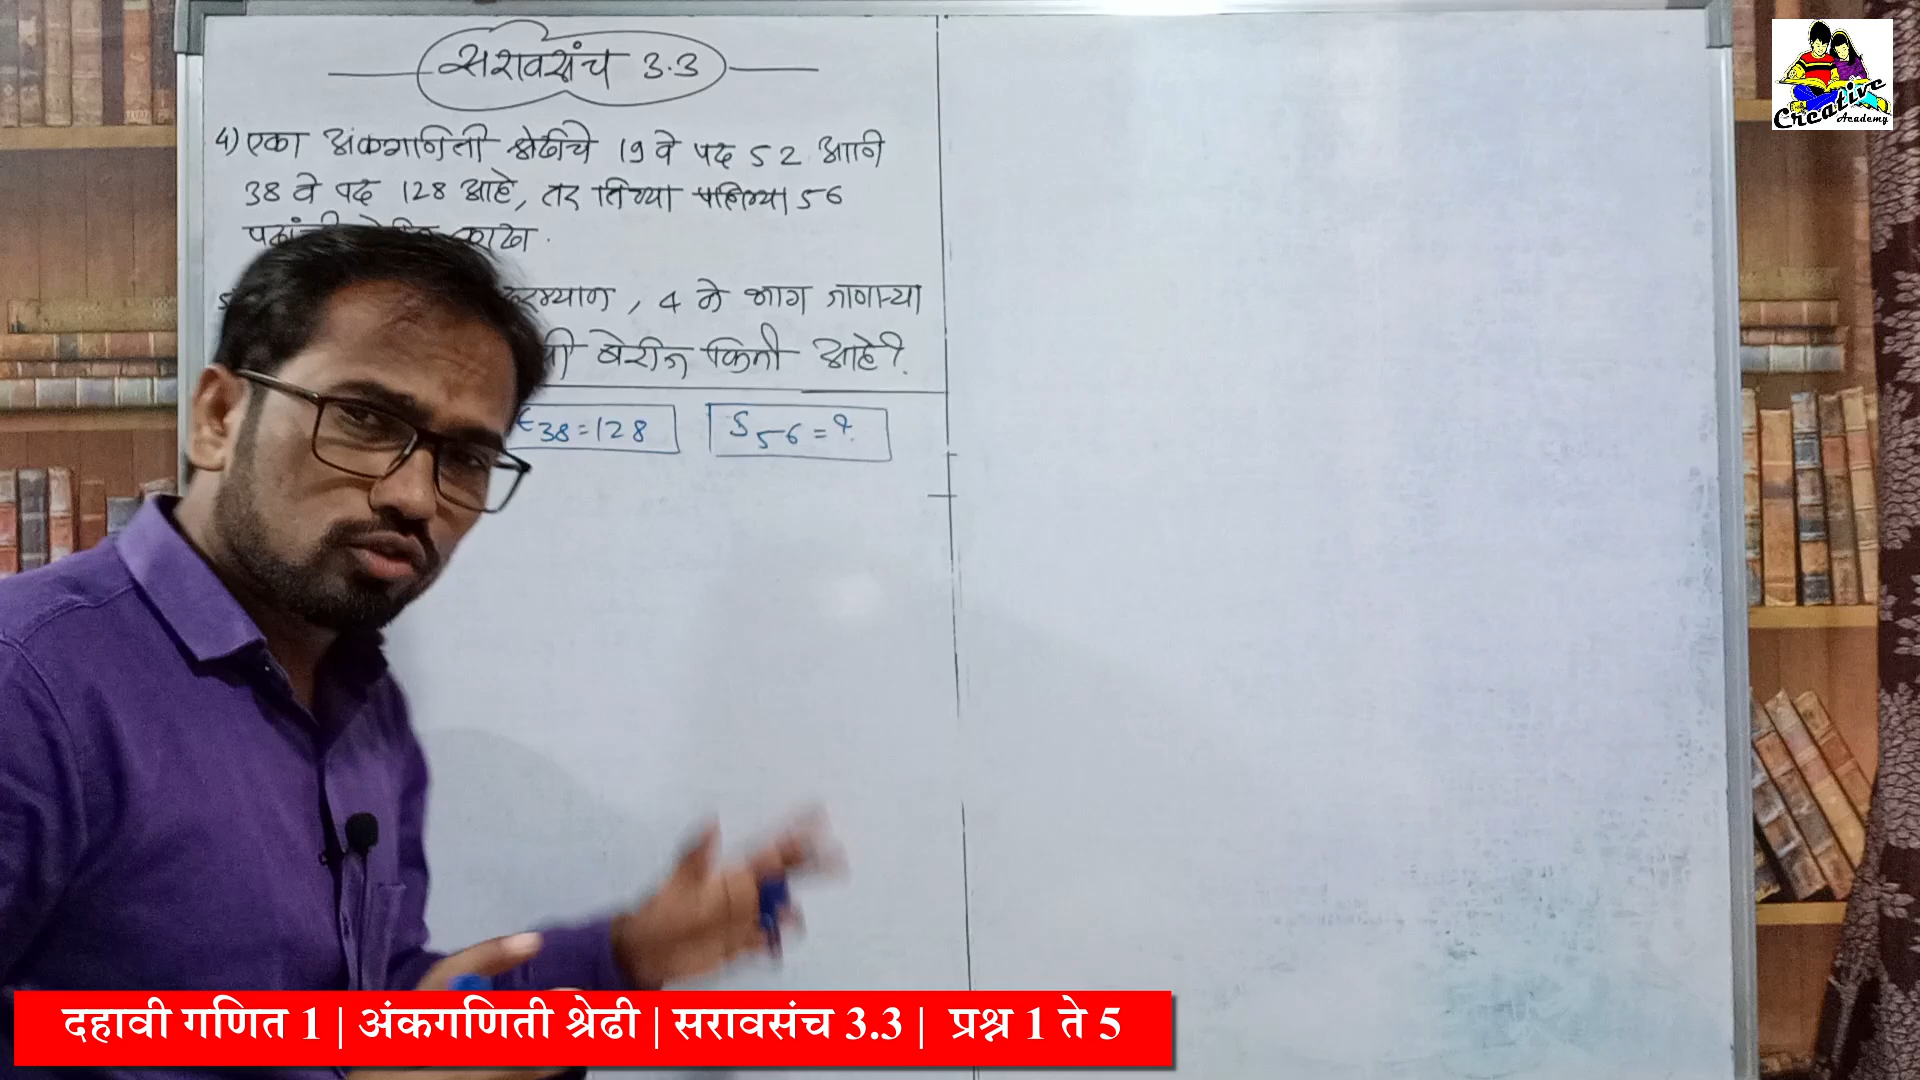 सरावसंच 3.3
4) एका अंकगणिती श्रेढीचे 19 वे पद 52 आणि
38 वे पद 128 आहे, तर तिच्या पहिल्या 56
काढा.
दरम्यान, 4 ने भाग जाणाऱ्या
बेरीज किती आहे?
t38=128
S56=?
Creative
Academy
दहावी गणित 1 | अंकगणिती श्रेढी | सरावसंच 3.3 | प्रश्न 1 ते 5